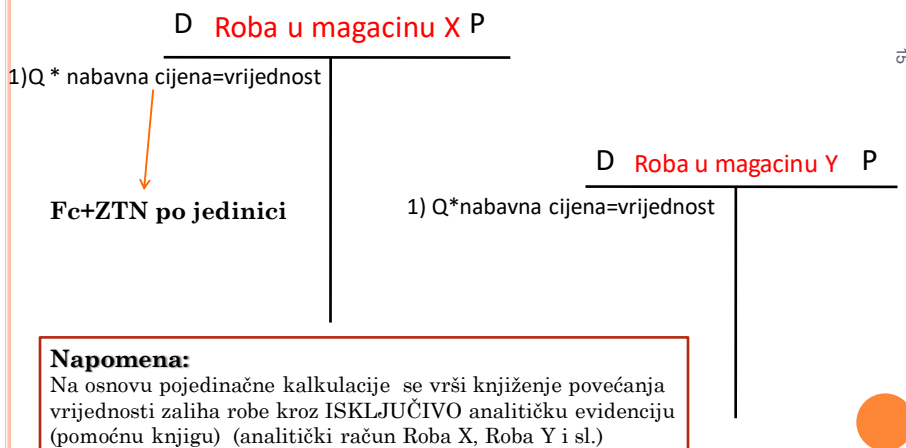 D Roba u magacinu X P
1)Q * nabavna cijena=vrijednost
15
D Roba u magacinu Y P
Fc+ZTN po jedinici
1) Q*nabavna cijena=vrijednost
Napomena:
Na osnovu pojedinačne kalkulacije se vrši knjiženje povećanja
vrijednosti zaliha robe kroz ISKLJUČIVO analitičku evidenciju
(pomoćnu knjigu) (analitički račun Roba X, Roba Y i sl.)